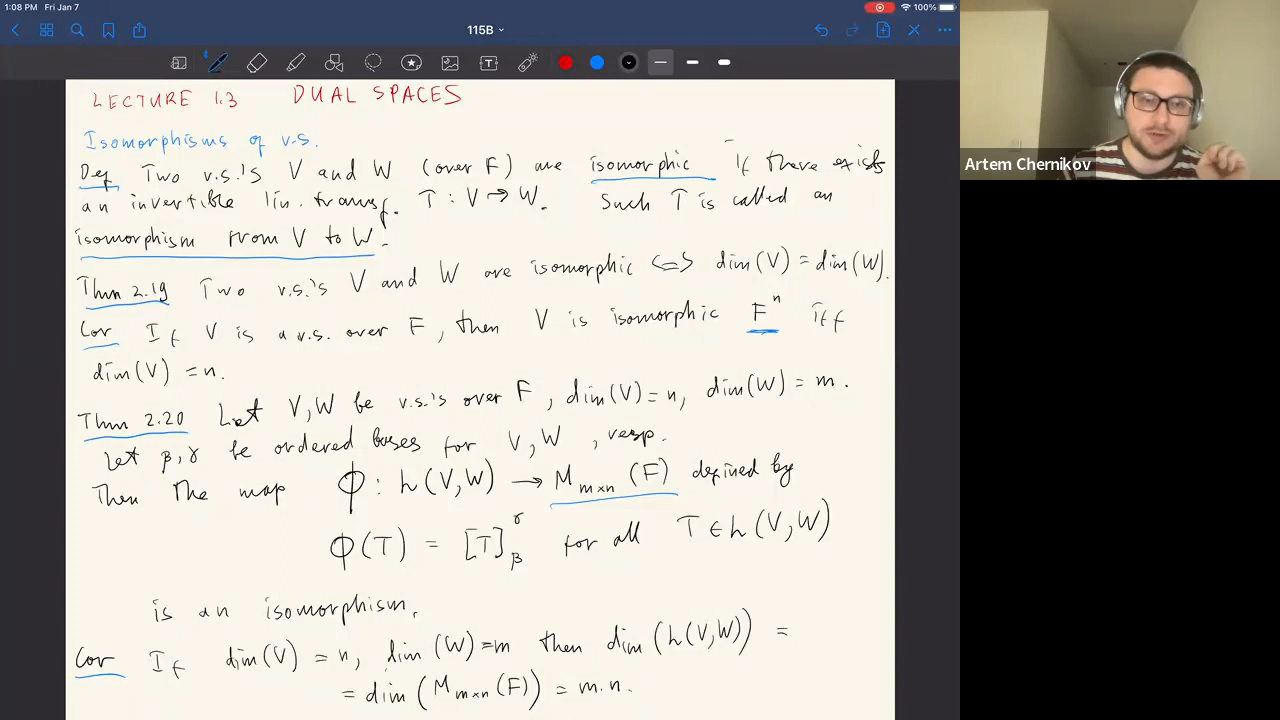 1:08 PM Fri Jan 7
100%
115B
LECTURE 1.3 DUAL SPACES
Isomorphisms of v.s.
Def Two v.s.'s V and W (over F) are isomorphic if there exists
an invertible lin. transf. T : V → W. Such T is called an
isomorphism from V to W.
Thm 2.19 Two v.s.'s V and W are isomorphic ⇔ dim(V) = dim(W).
Cor If V is a v.s. over F, then V is isomorphic Fⁿ iff
dim(V) = n.
Thm 2.20 Let V, W be v.s.'s over F, dim(V) = n, dim(W) = m.
Let β, γ be ordered bases for V, W, resp.
Then the map ϕ : L(V,W) → M_{m×n}(F) defined by
ϕ(T) = [T]_β^γ for all T ∈ L(V,W)
is an isomorphism.
Cor If dim(V) = n, dim(W) = m then dim(L(V,W)) =
= dim(M_{m×n}(F)) = m·n.
Artem Chernikov